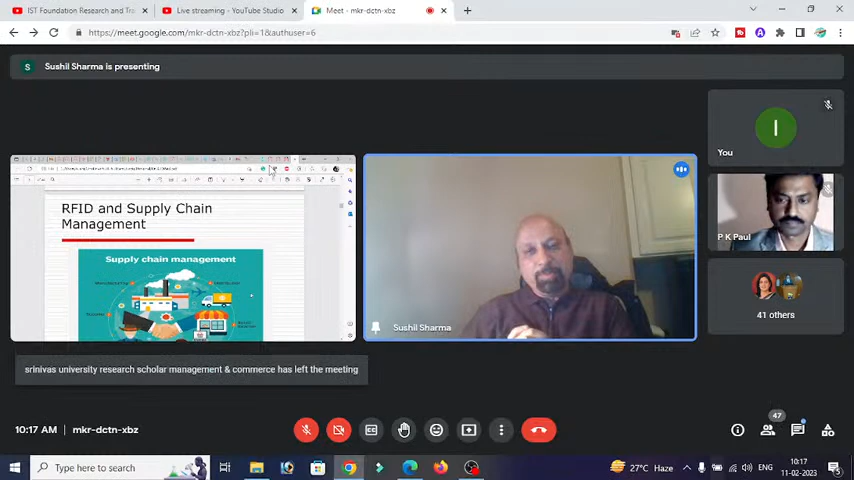 IST Foundation Research and Tra
Live streaming - YouTube Studio
Meet - mkr-dctn-xbz
https://meet.google.com/mkr-dctn-xbz?pli=1&authuser=6
S
Sushil Sharma is presenting
RFID and Supply Chain
Management
Supply chain management
Sushil Sharma
I
You
P K Paul
41 others
srinivas university research scholar management & commerce has left the meeting
10:17 AM | mkr-dctn-xbz
47
Type here to search
27°C Haze
ENG
10:17
11-02-2023
5